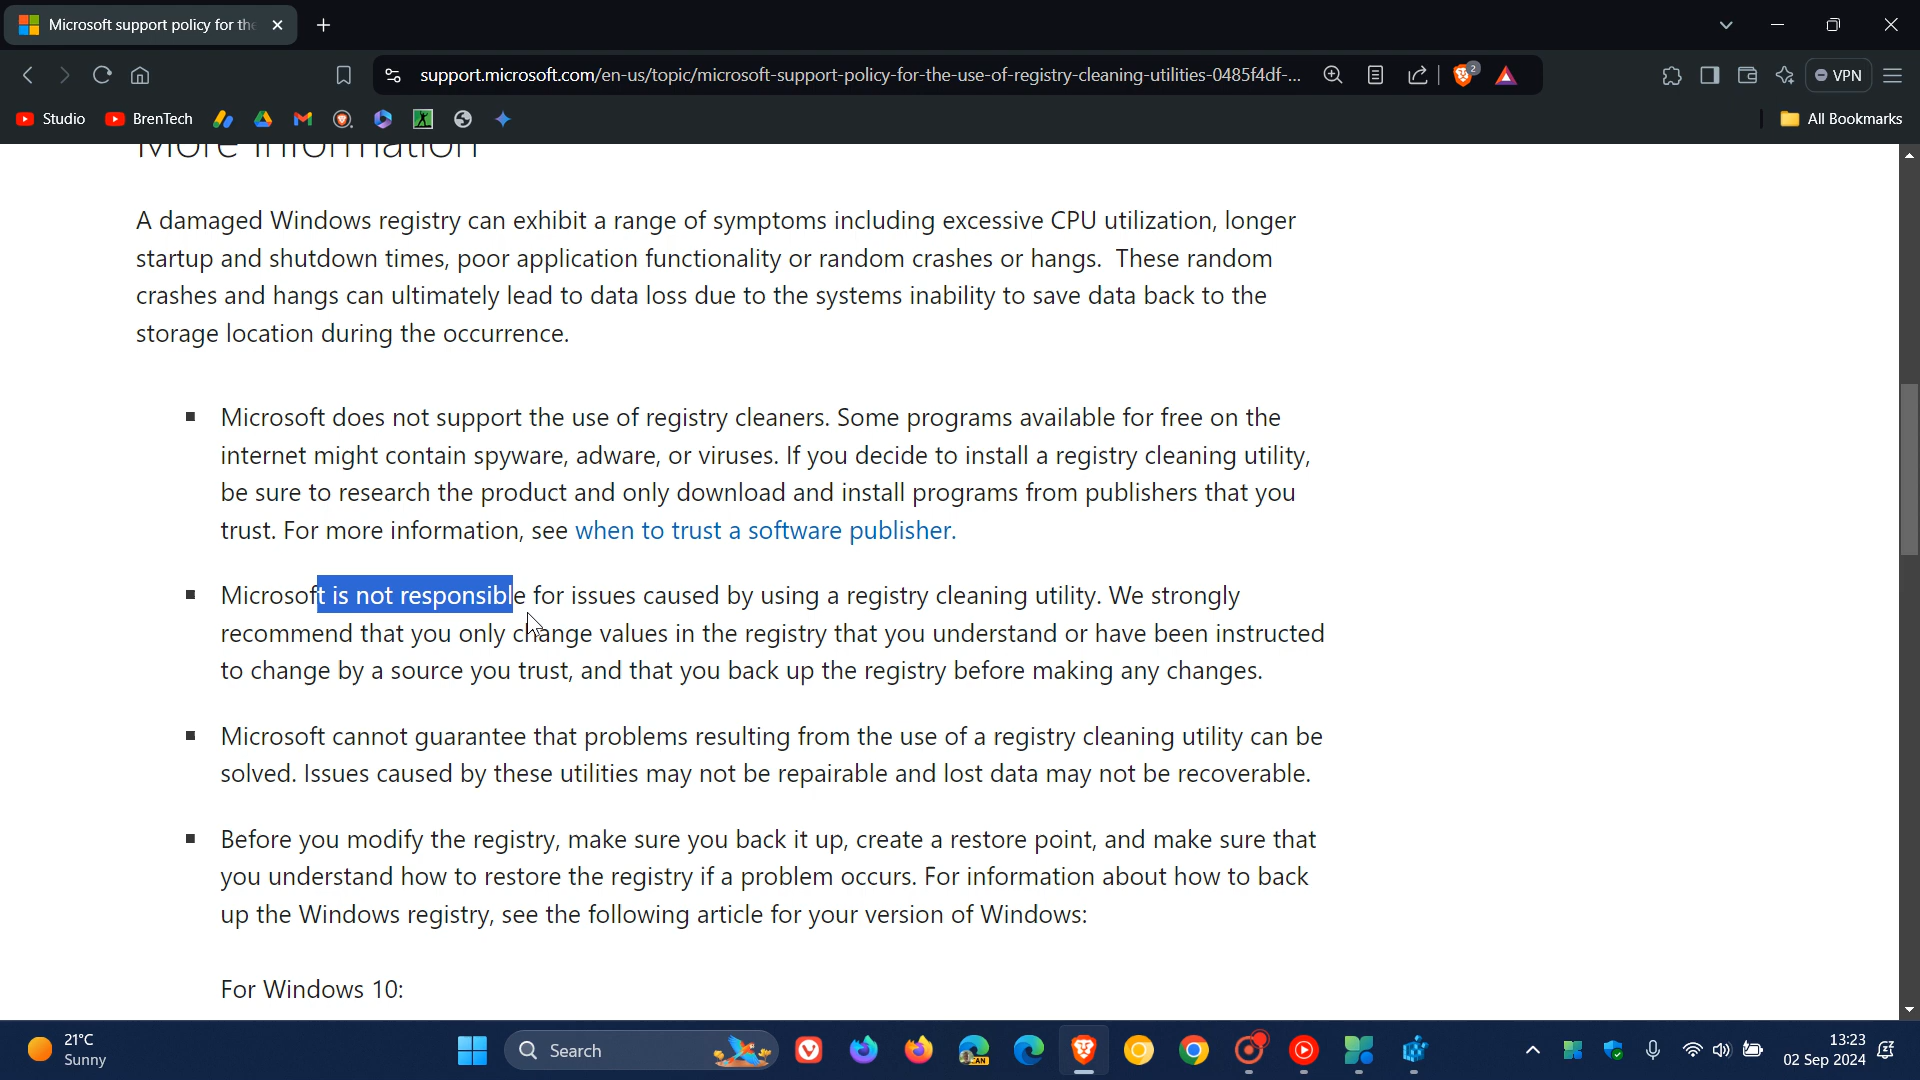 Microsoft support policy for the
support.microsoft.com/en-us/topic/microsoft-support-policy-for-the-use-of-registry-cleaning-utilities-0485f4df-...
2
VPN
Studio
BrenTech
All Bookmarks
More information
A damaged Windows registry can exhibit a range of symptoms including excessive CPU utilization, longer
startup and shutdown times, poor application functionality or random crashes or hangs. These random
crashes and hangs can ultimately lead to data loss due to the systems inability to save data back to the
storage location during the occurrence.
Microsoft does not support the use of registry cleaners. Some programs available for free on the
internet might contain spyware, adware, or viruses. If you decide to install a registry cleaning utility,
be sure to research the product and only download and install programs from publishers that you
trust. For more information, see when to trust a software publisher.
Microsoft is not responsible for issues caused by using a registry cleaning utility. We strongly
recommend that you only change values in the registry that you understand or have been instructed
to change by a source you trust, and that you back up the registry before making any changes.
Microsoft cannot guarantee that problems resulting from the use of a registry cleaning utility can be
solved. Issues caused by these utilities may not be repairable and lost data may not be recoverable.
Before you modify the registry, make sure you back it up, create a restore point, and make sure that
you understand how to restore the registry if a problem occurs. For information about how to back
up the Windows registry, see the following article for your version of Windows:
For Windows 10:
21°C
Sunny
Search
CAN
13:23
02 Sep 2024